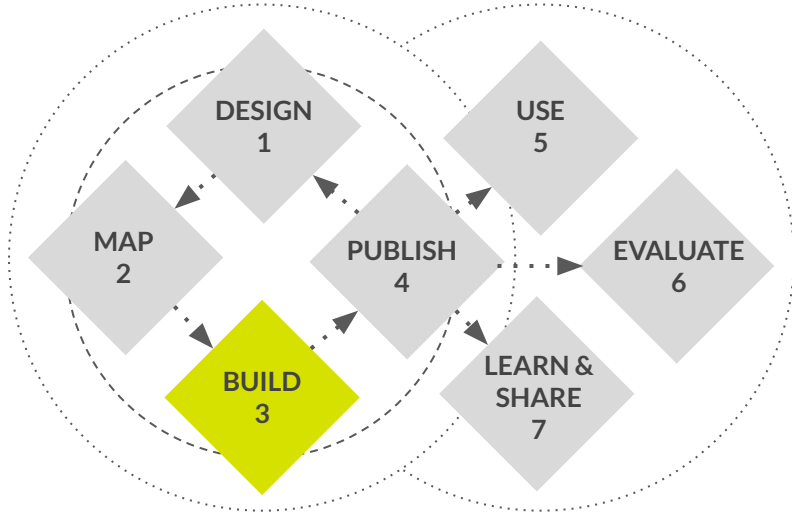 DESIGN
1
MAP
2
BUILD
3
PUBLISH
4
USE
5
EVALUATE
6
LEARN &
SHARE
7